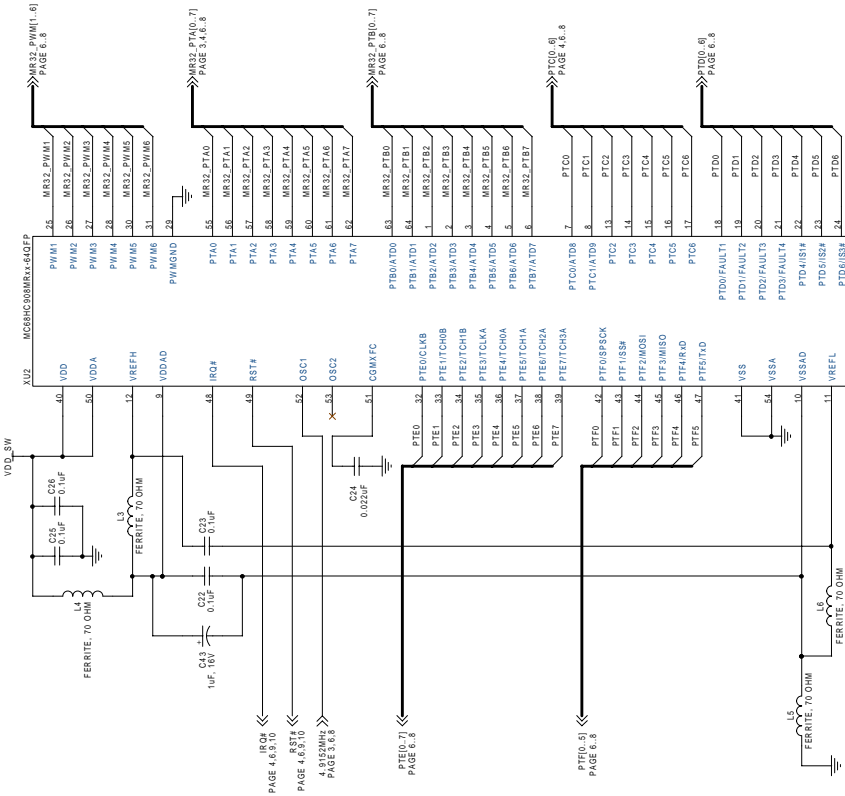 MC68HC908MRxx-64QFP
XU2
VDD_SW
40 VDD
50 VDDA
12 VREFH
9 VDDAD
48 IRQ#
49 RST#
52 OSC1
53 OSC2
51 CGMXFC
32 PTE0/CLKB PTE0
33 PTE1/TCH0B PTE1
34 PTE2/TCH1B PTE2
35 PTE3/TCLKA PTE3
36 PTE4/TCH0A PTE4
37 PTE5/TCH1A PTE5
38 PTE6/TCH2A PTE6
39 PTE7/TCH3A PTE7
42 PTF0/SPSCK PTF0
43 PTF1/SS# PTF1
44 PTF2/MOSI PTF2
45 PTF3/MISO PTF3
46 PTF4/RxD PTF4
47 PTF5/TxD PTF5
41 VSS
54 VSSA
10 VSSAD
11 VREFL
PWM1 25 MR32_PWM1
PWM2 26 MR32_PWM2
PWM3 27 MR32_PWM3
PWM4 28 MR32_PWM4
PWM5 30 MR32_PWM5
PWM6 31 MR32_PWM6
PWMGND 29
PTA0 55 MR32_PTA0
PTA1 56 MR32_PTA1
PTA2 57 MR32_PTA2
PTA3 58 MR32_PTA3
PTA4 59 MR32_PTA4
PTA5 60 MR32_PTA5
PTA6 61 MR32_PTA6
PTA7 62 MR32_PTA7
PTB0/ATD0 63 MR32_PTB0
PTB1/ATD1 64 MR32_PTB1
PTB2/ATD2 1 MR32_PTB2
PTB3/ATD3 2 MR32_PTB3
PTB4/ATD4 3 MR32_PTB4
PTB5/ATD5 4 MR32_PTB5
PTB6/ATD6 5 MR32_PTB6
PTB7/ATD7 6 MR32_PTB7
PTC0/ATD8 7 PTC0
PTC1/ATD9 8 PTC1
PTC2 13 PTC2
PTC3 14 PTC3
PTC4 15 PTC4
PTC5 16 PTC5
PTC6 17 PTC6
PTD0/FAULT1 18 PTD0
PTD1/FAULT2 19 PTD1
PTD2/FAULT3 20 PTD2
PTD3/FAULT4 21 PTD3
PTD4/IS1# 22 PTD4
PTD5/IS2# 23 PTD5
PTD6/IS3# 24 PTD6
MR32_PWM[1..6]
PAGE 6..8
MR32_PTA[0..7]
PAGE 3,4,6..8
MR32_PTB[0..7]
PAGE 6..8
PTC[0..6]
PAGE 4,6..8
PTD[0..6]
PAGE 6..8
C26
0.1uF
C25
0.1uF
L3
FERRITE, 70 OHM
L4
FERRITE, 70 OHM
C23
0.1uF
C22
0.1uF
C43
1uF, 16V
+
C24
0.022uF
IRQ#
PAGE 4,6,9,10
RST#
PAGE 4,6,9,10
4.9152MHz
PAGE 3,6,8
PTE[0..7]
PAGE 6..8
PTF[0..5]
PAGE 6..8
L6
FERRITE, 70 OHM
L5
FERRITE, 70 OHM